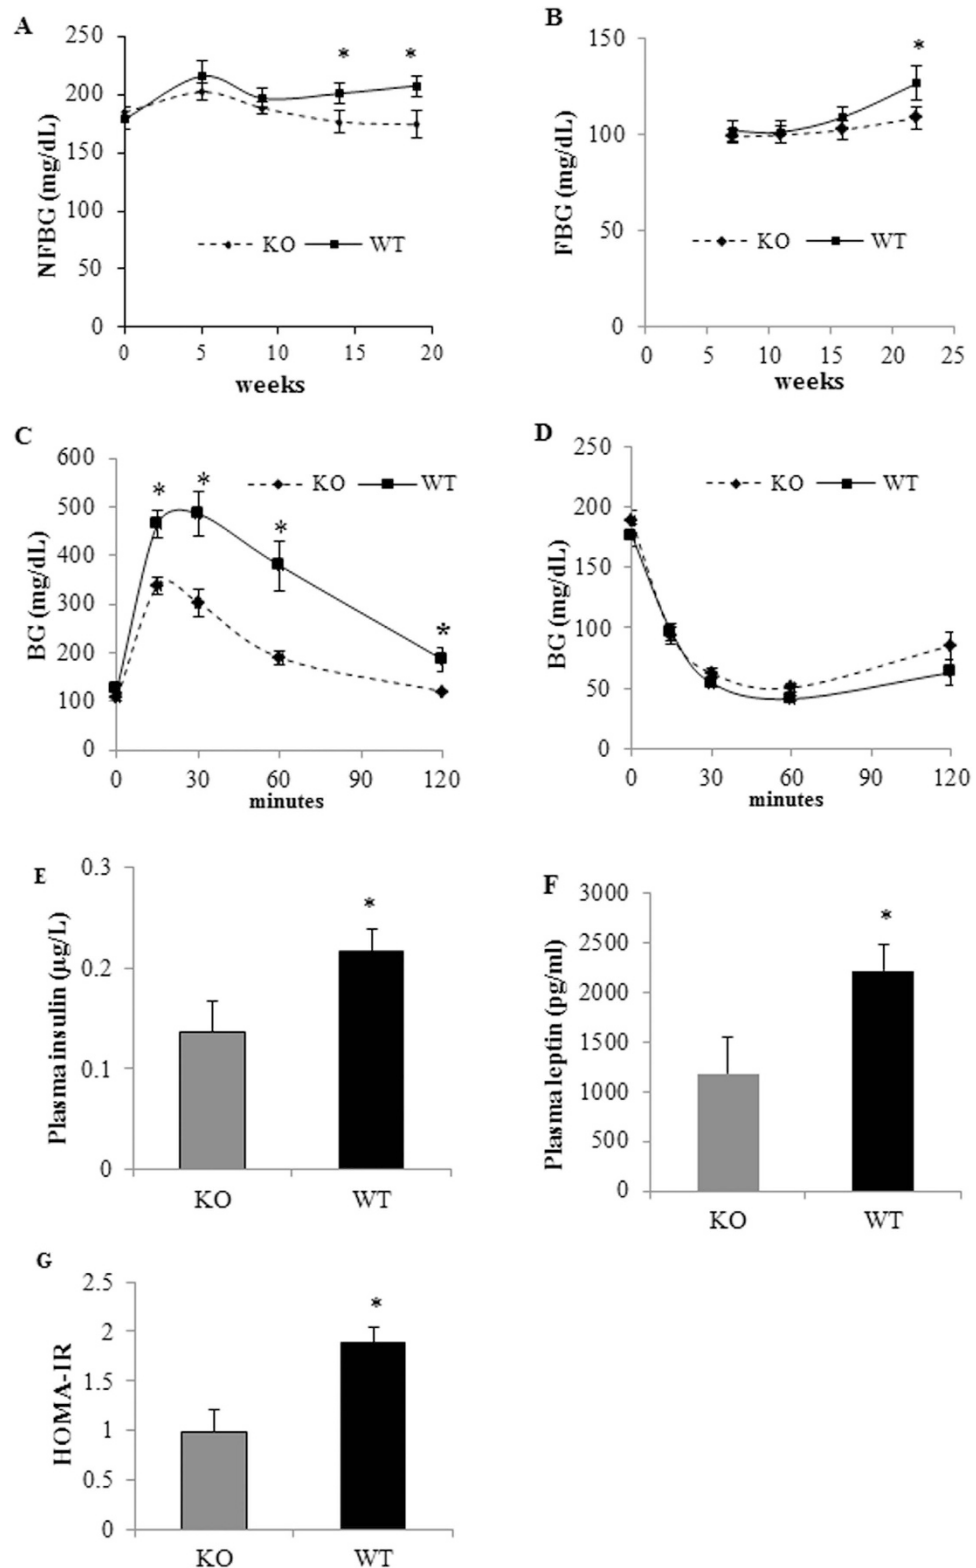 A
NFBG (mg/dL)
250
200
150
100
50
0
* *
KO WT
0 5 10 15 20
weeks
B
FBG (mg/dL)
150
100
50
0
*
KO WT
0 5 10 15 20 25
weeks
C
BG (mg/dL)
600
500
400
300
200
100
0
* * * *
KO WT
0 30 60 90 120
minutes
D
BG (mg/dL)
250
200
150
100
50
0
KO WT
0 30 60 90 120
minutes
E
Plasma insulin (µg/L)
0.3
0.2
0.1
0
*
KO WT
F
Plasma leptin (pg/ml)
3000
2500
2000
1500
1000
500
0
*
KO WT
G
HOMA-IR
2.5
2
1.5
1
0.5
0
*
KO WT